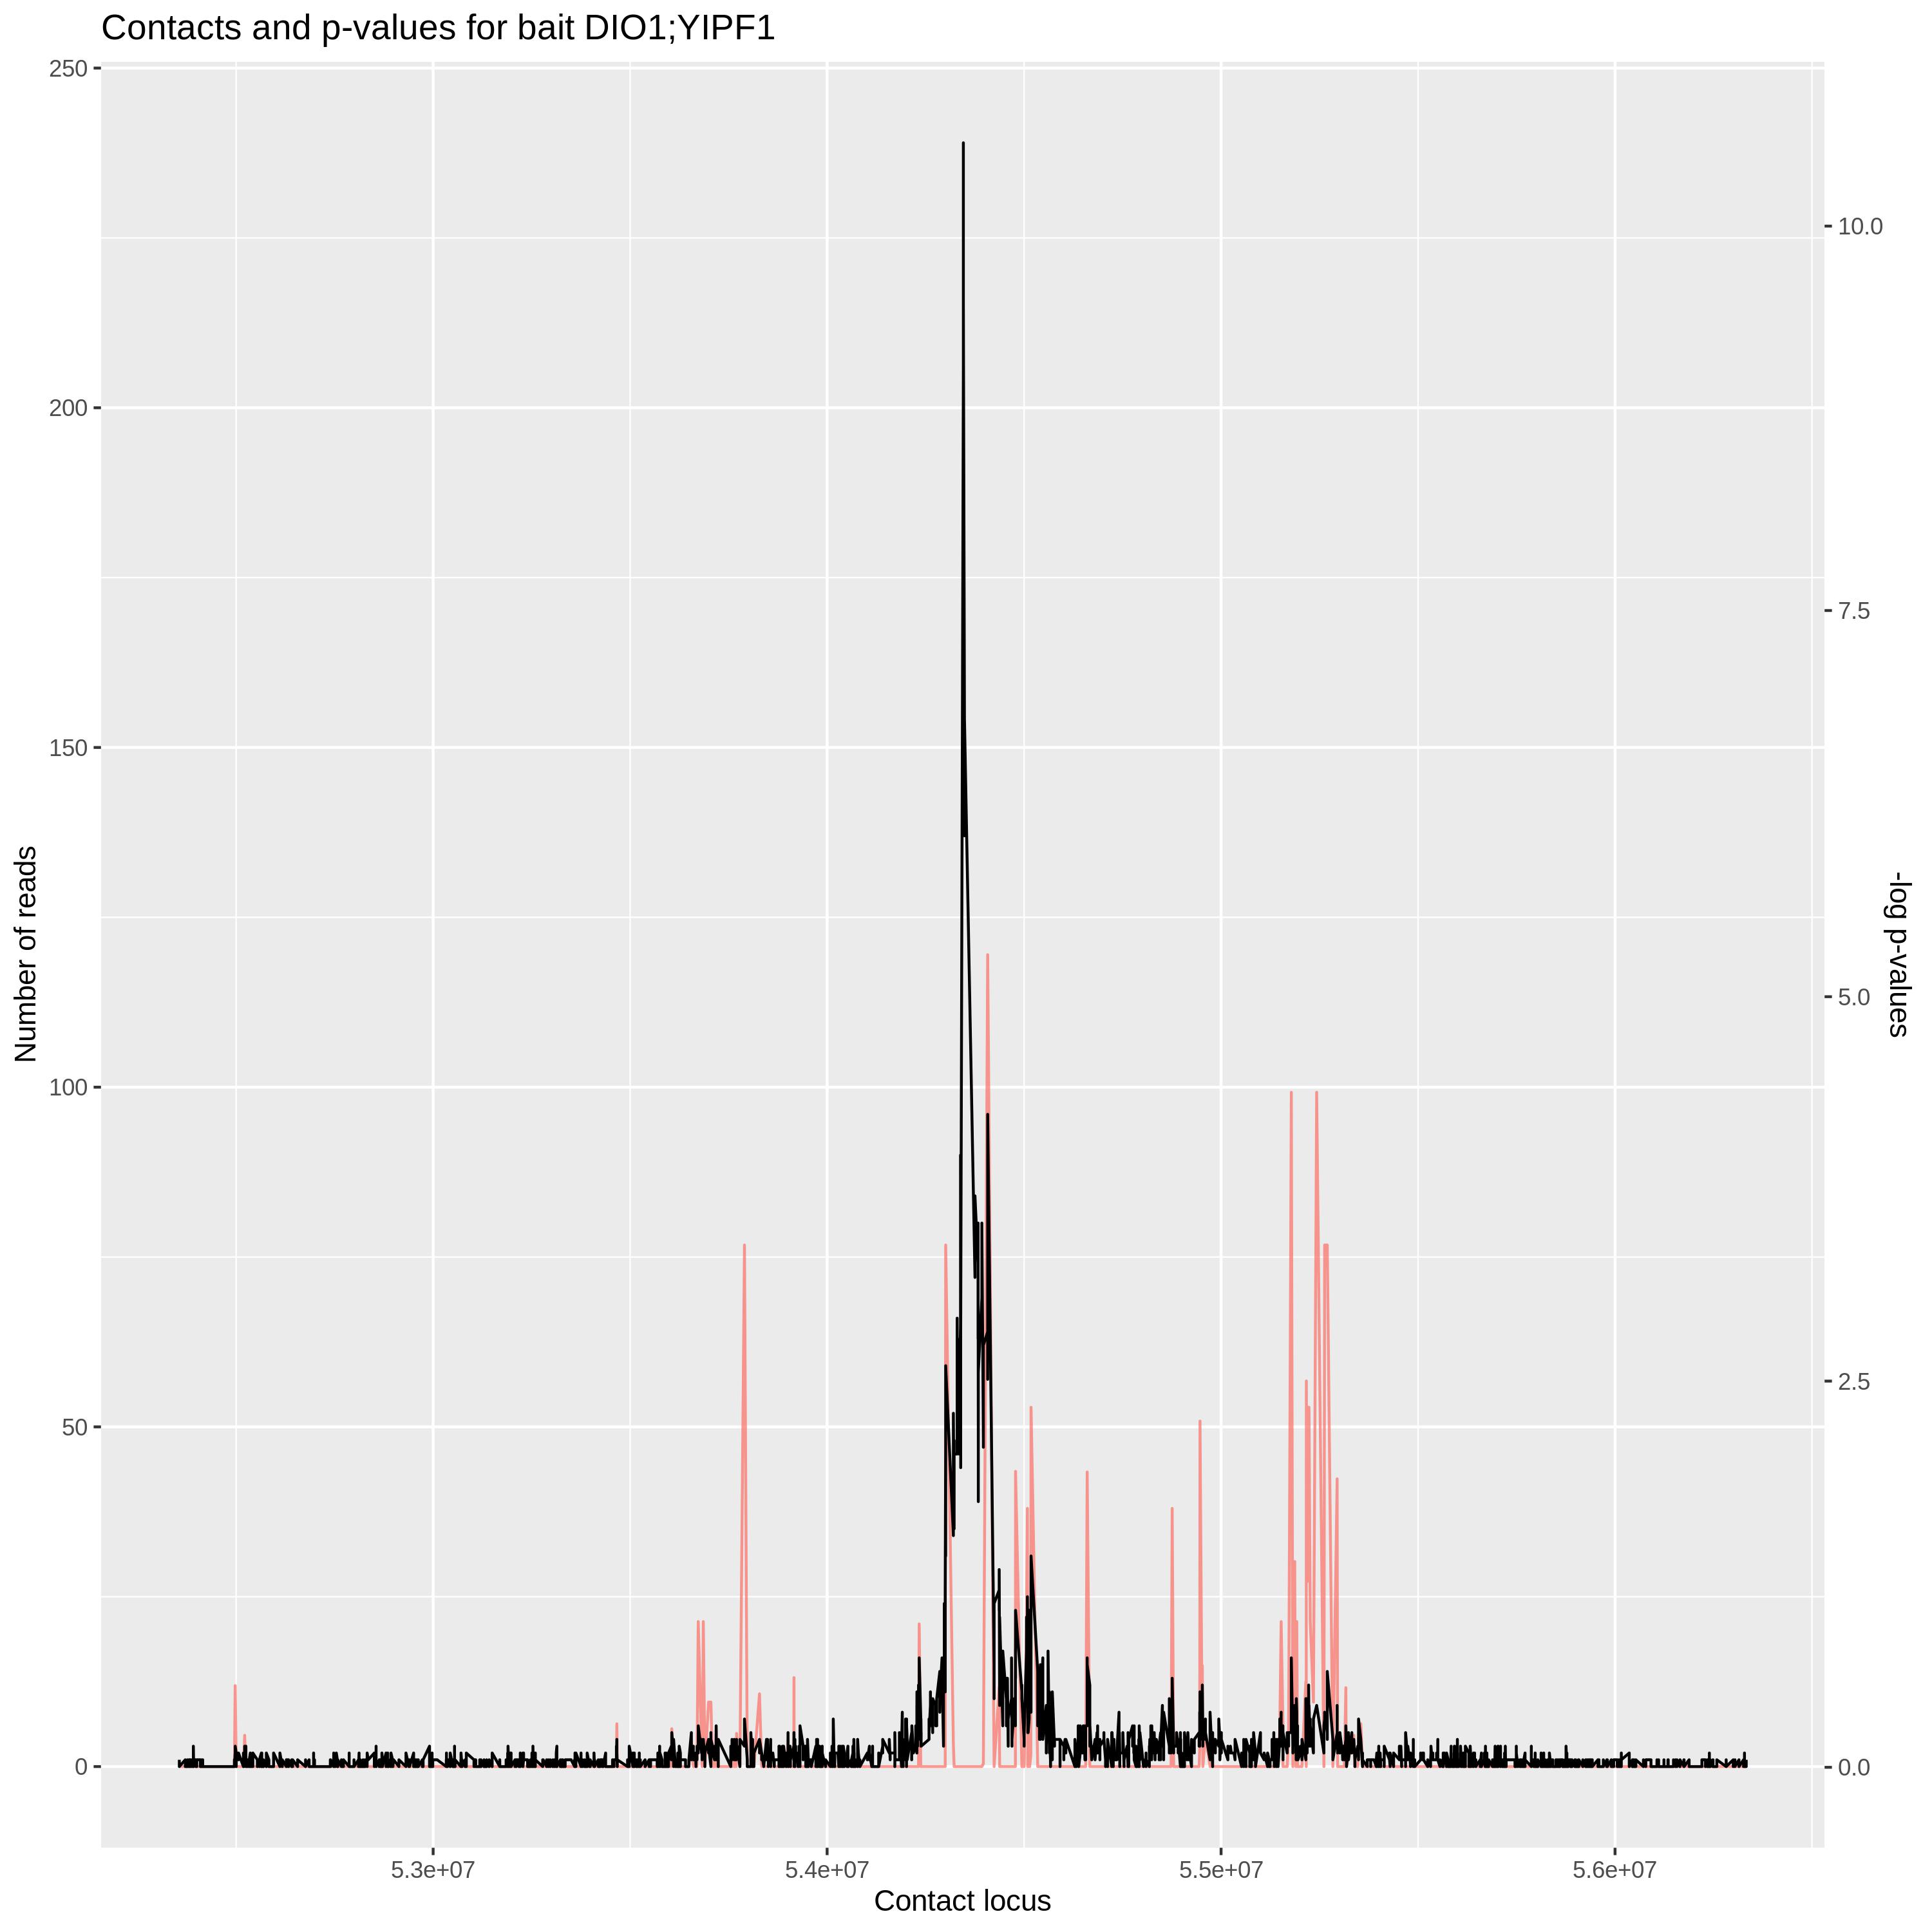 Contacts and p-values for bait DIO1;YIPF1
250
200
150
100
50
0
Number of reads
10.0
7.5
5.0
2.5
0.0
-log p-values
5.3e+07
5.4e+07
5.5e+07
5.6e+07
Contact locus